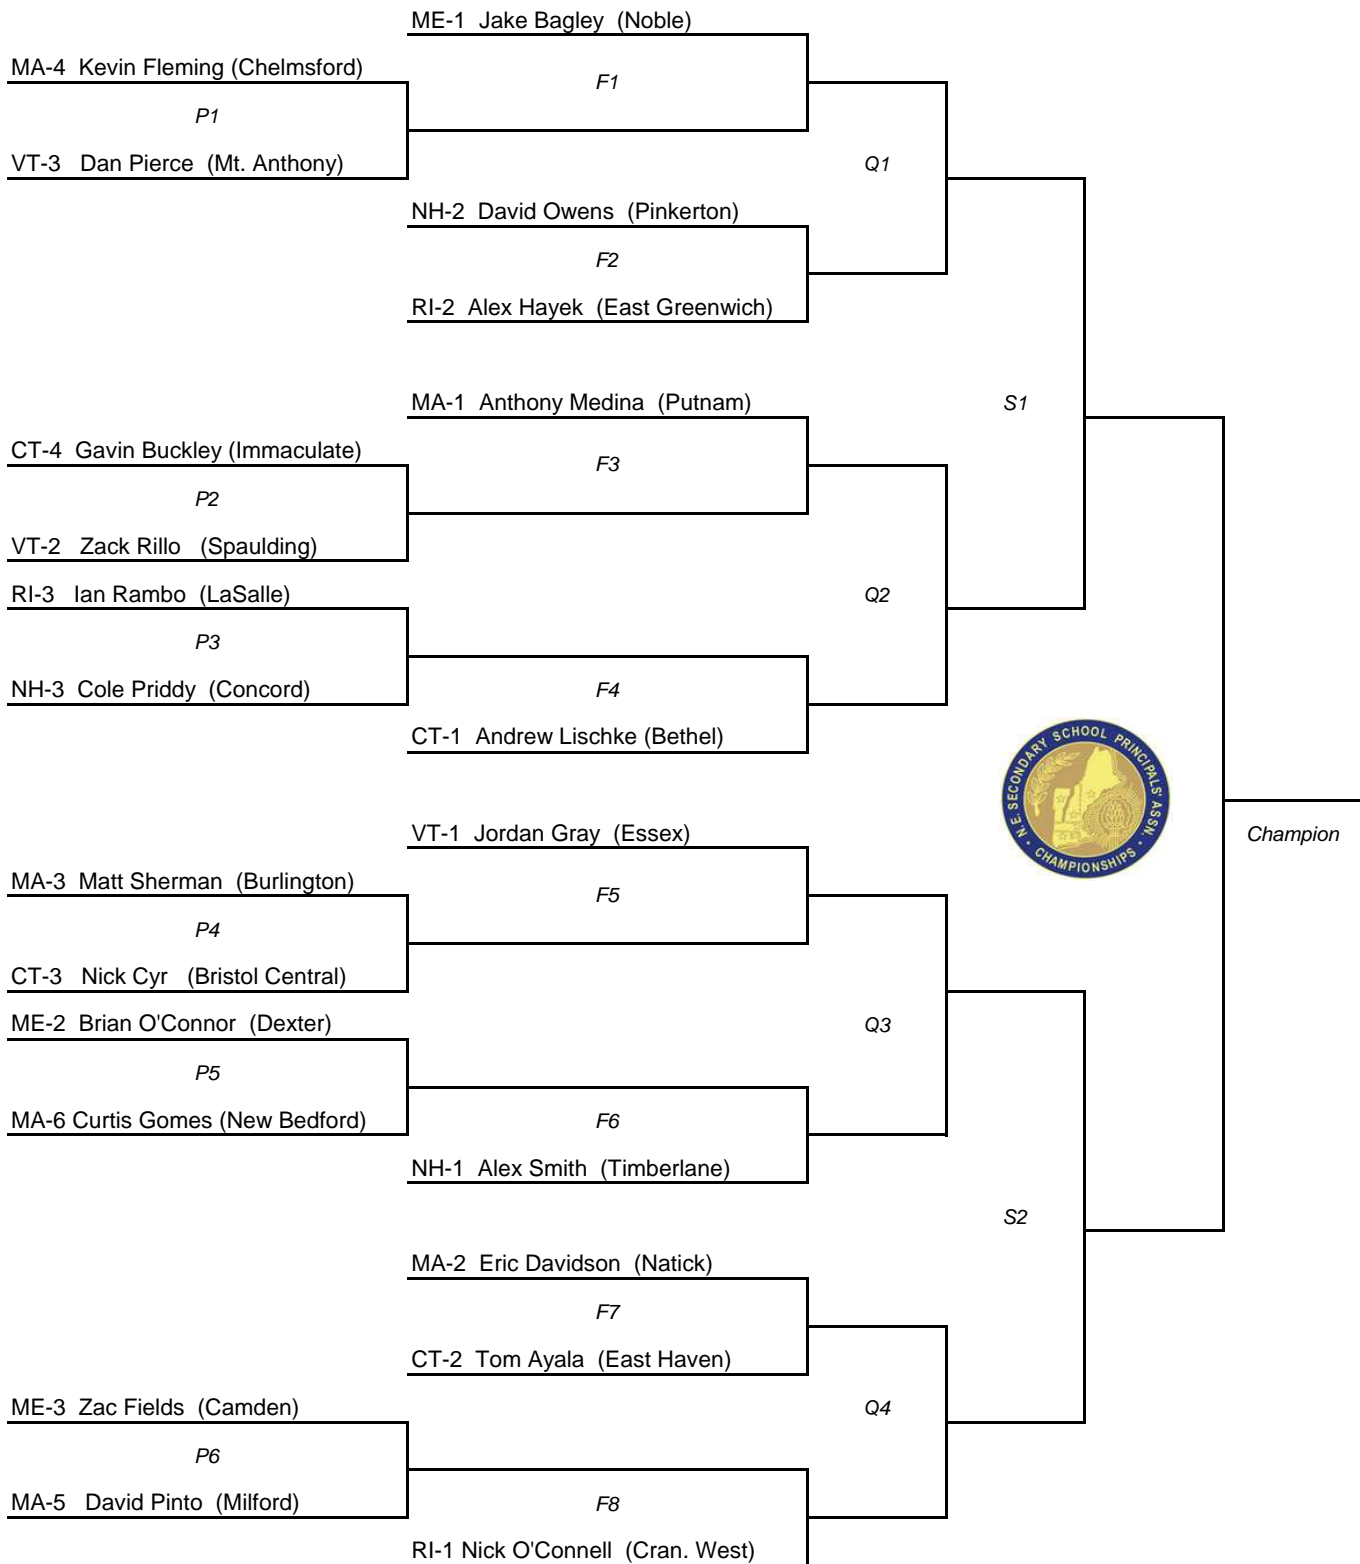 ME-1 Jake Bagley (Noble)
MA-4 Kevin Fleming (Chelmsford)
F1
P1
VT-3 Dan Pierce (Mt. Anthony)
Q1
NH-2 David Owens (Pinkerton)
F2
RI-2 Alex Hayek (East Greenwich)
MA-1 Anthony Medina (Putnam)
S1
CT-4 Gavin Buckley (Immaculate)
F3
P2
VT-2 Zack Rillo (Spaulding)
RI-3 Ian Rambo (LaSalle)
Q2
P3
NH-3 Cole Priddy (Concord)
F4
CT-1 Andrew Lischke (Bethel)
N.E. SECONDARY SCHOOL PRINCIPALS' ASSN.
• CHAMPIONSHIPS •
VT-1 Jordan Gray (Essex)
Champion
MA-3 Matt Sherman (Burlington)
F5
P4
CT-3 Nick Cyr (Bristol Central)
ME-2 Brian O'Connor (Dexter)
Q3
P5
MA-6 Curtis Gomes (New Bedford)
F6
NH-1 Alex Smith (Timberlane)
S2
MA-2 Eric Davidson (Natick)
F7
CT-2 Tom Ayala (East Haven)
ME-3 Zac Fields (Camden)
Q4
P6
MA-5 David Pinto (Milford)
F8
RI-1 Nick O'Connell (Cran. West)